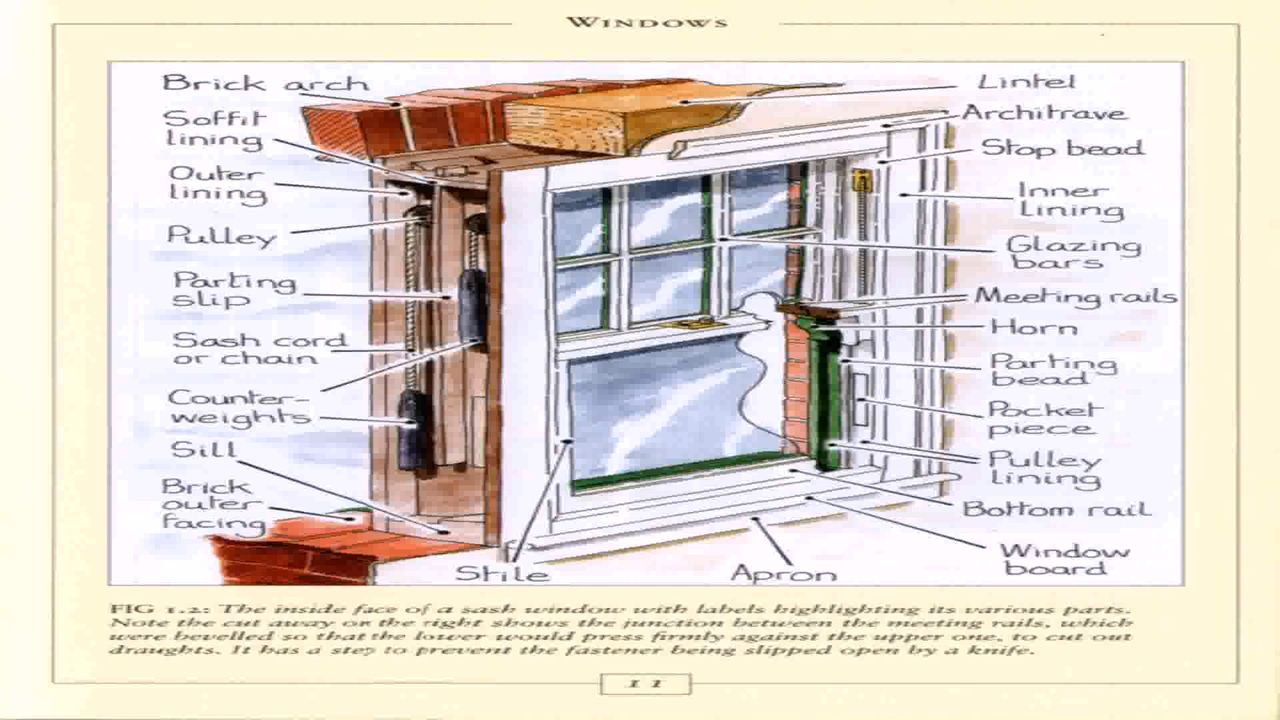 WINDOWS
Brick arch
Soffit
lining
Outer
lining
Pulley
Parting
slip
Sash cord
or chain
Counter-
weights
Sill
Brick
outer
facing
Stile
Apron
Lintel
Architrave
Stop bead
Inner
lining
Glazing
bars
Meeting rails
Horn
Parting
bead
Pocket
piece
Pulley
lining
Bottom rail
Window
board
FIG 1.2: The inside face of a sash window with labels highlighting its various parts.
Note the cut away on the right shows the junction between the meeting rails, which
were bevelled so that the lower would press firmly against the upper one, to cut out
draughts. It has a step to prevent the fastener being slipped open by a knife.
11